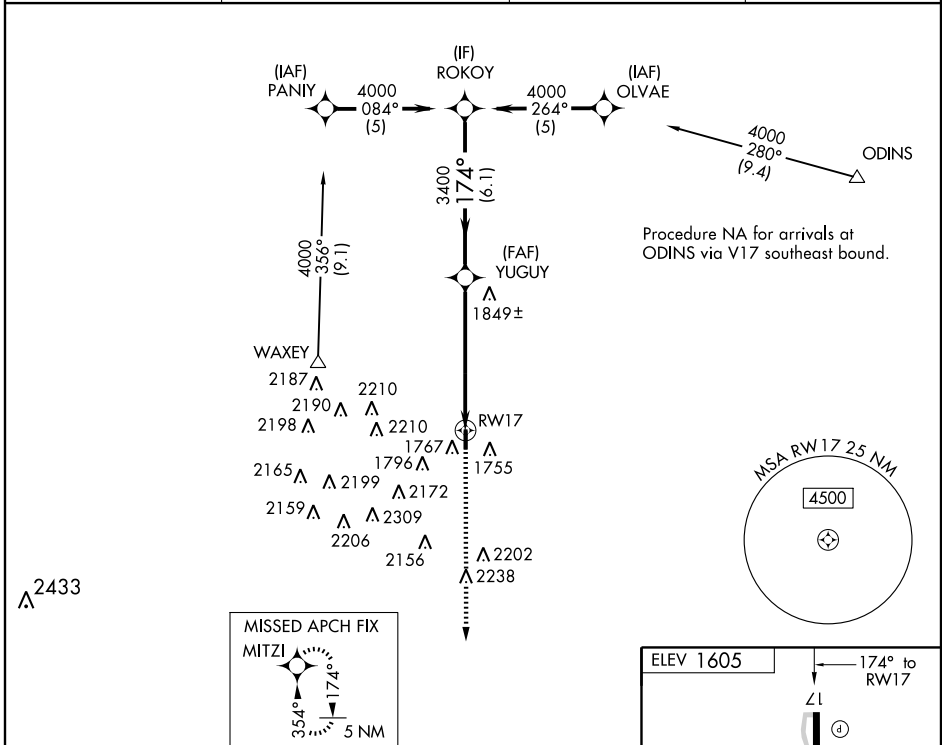 (IF)
ROKOY
(IAF)
PANIY
(IAF)
OLVAE
4000
084°
(5)
4000
264°
(5)
4000
280°
(9.4)
ODINS
3400
174°
(6.1)
Procedure NA for arrivals at
ODINS via V17 southeast bound.
4000
356°
(9.1)
(FAF)
YUGUY
1849±
WAXEY
2187
2190
2210
2198
2210
RW17
1767
1755
1796
2165
2199
2172
2159
2309
2206
2156
2202
2238
2433
MSA RW17 25 NM
4500
MISSED APCH FIX
MITZI
354°
174°
5 NM
ELEV 1605
174° to
RW17
17
P